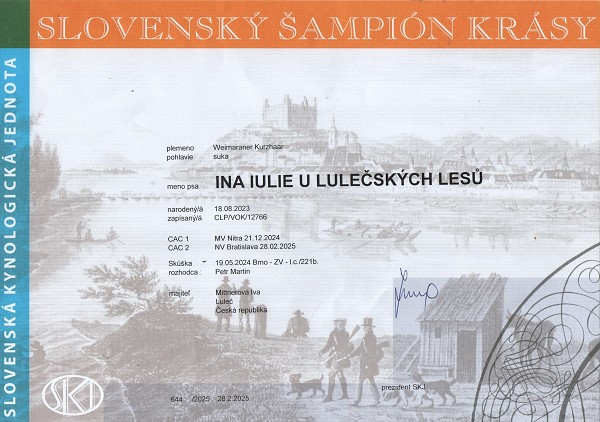 SLOVENSKÝ ŠAMPIÓN KRÁSY
SLOVENSKÁ KYNOLOGICKÁ JEDNOTA
plemeno Weimaraner Kurzhaar
pohlavie suka
meno psa INA IULIE U LULEČSKÝCH LESŮ
narodený/á 18.08.2023
zapísaný/á CLP/VOK/12766
CAC 1 MV Nitra 21.12.2024
CAC 2 NV Bratislava 28.02.2025
Skúška 19.05.2024 Brno - ZV - I.c./221b.
rozhodca Petr Martin
majiteľ Mittnerová Iva
Luleč
Česká republika
prezident SKJ
SKJ
644 /2025 28.2.2025